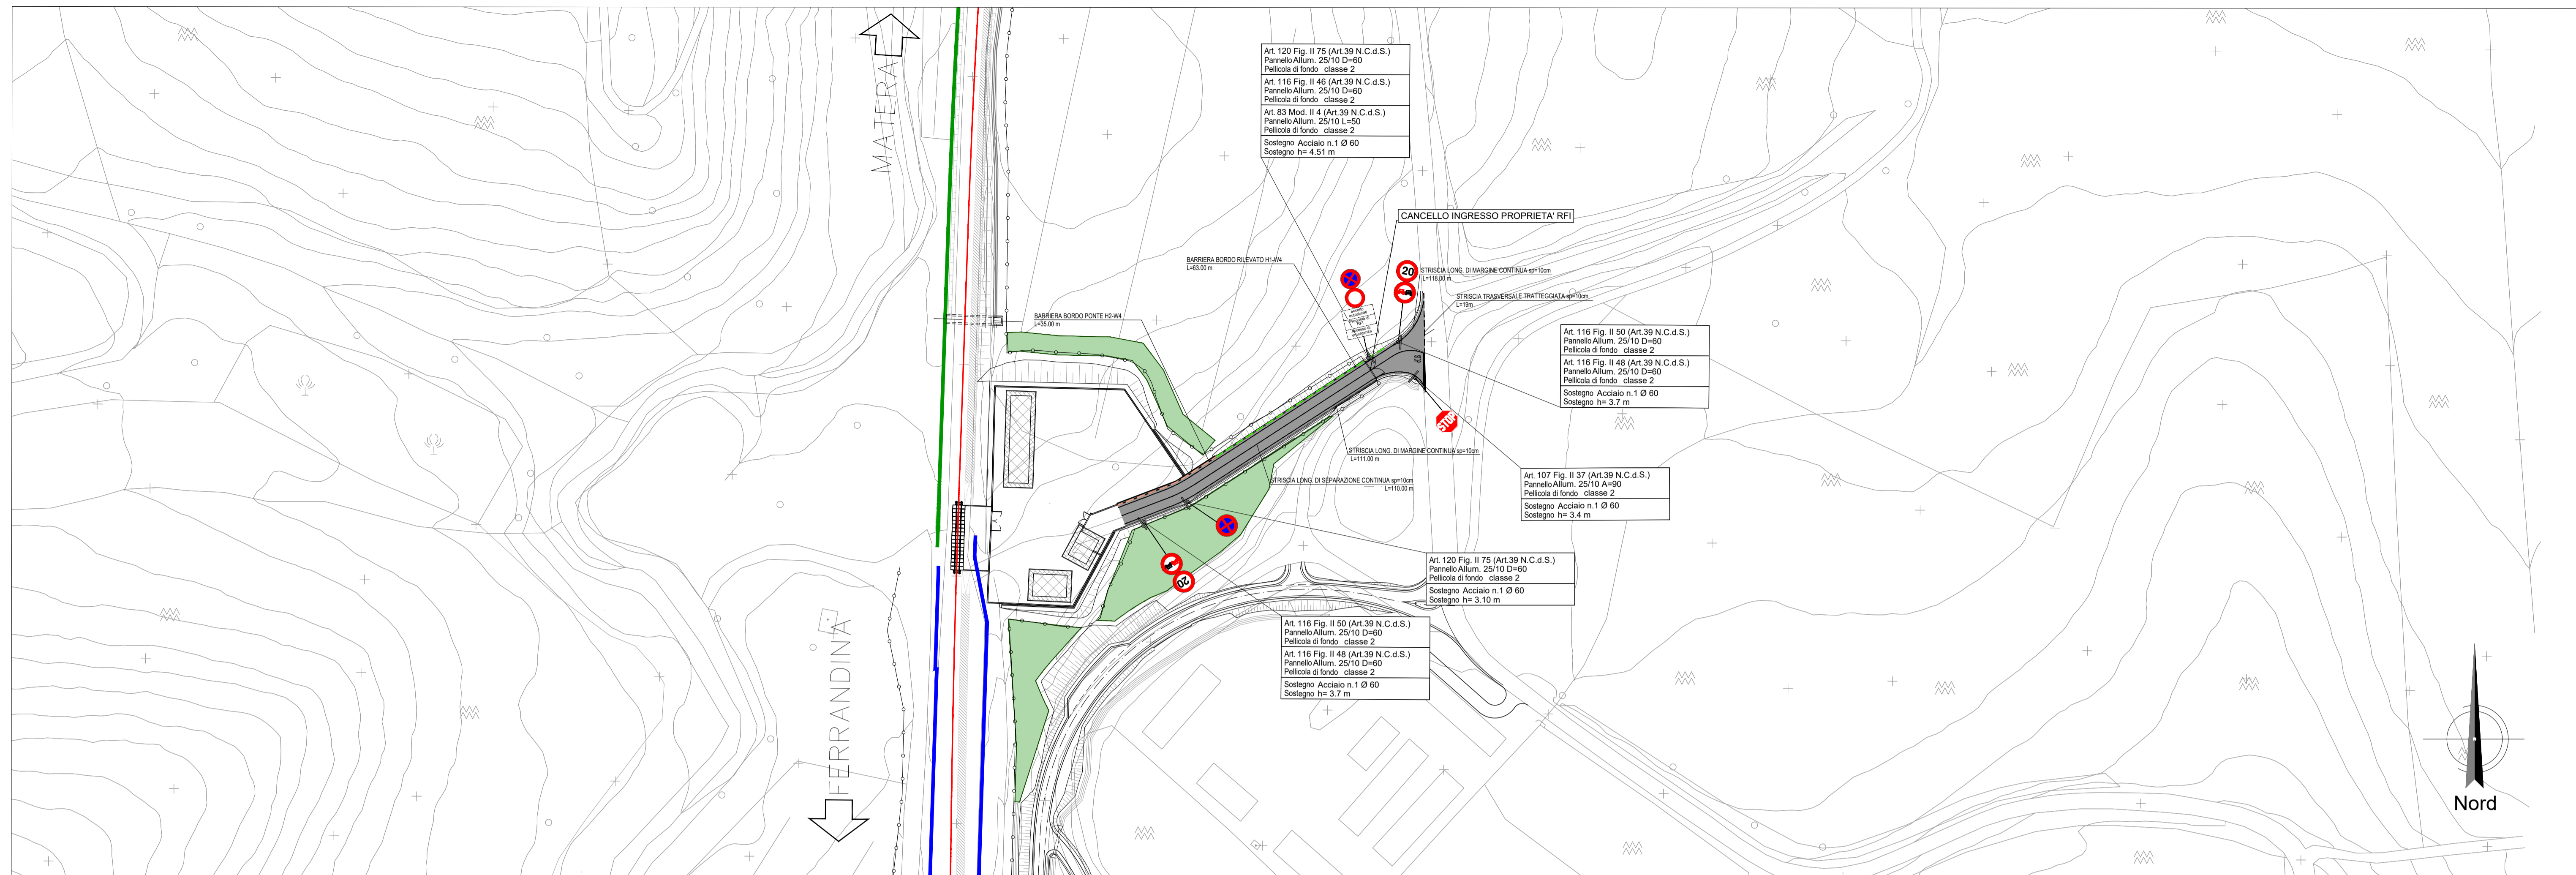 MATERA
Art. 120 Fig. II 75 (Art.39 N.C.d.S.)
Pannello Allum. 25/10 D=60
Pellicola di fondo classe 2
Art. 116 Fig. II 46 (Art.39 N.C.d.S.)
Pannello Allum. 25/10 D=60
Pellicola di fondo classe 2
Art. 83 Mod. II 4 (Art.39 N.C.d.S.)
Pannello Allum. 25/10 L=50
Pellicola di fondo classe 2
Sostegno Acciaio n.1 Ø 60
Sostegno h= 4.51 m
CANCELLO INGRESSO PROPRIETA' RFI
BARRIERA BORDO RILEVATO H1-W4
L=63.00 m
20
STRISCIA LONG. DI MARGINE CONTINUA sp=10cm
L=118.00 m
STRISCIA TRASVERSALE TRATTEGGIATA sp=10cm
L=19m
BARRIERA BORDO PONTE H2-W4
L=35.00 m
Art. 116 Fig. II 50 (Art.39 N.C.d.S.)
Pannello Allum. 25/10 D=60
Pellicola di fondo classe 2
Art. 116 Fig. II 48 (Art.39 N.C.d.S.)
Pannello Allum. 25/10 D=60
Pellicola di fondo classe 2
Sostegno Acciaio n.1 Ø 60
Sostegno h= 3.7 m
STOP
STRISCIA LONG. DI MARGINE CONTINUA sp=10cm
L=111.00 m
STRISCIA LONG. DI SEPARAZIONE CONTINUA sp=10cm
L=110.00 m
Art. 107 Fig. II 37 (Art.39 N.C.d.S.)
Pannello Allum. 25/10 A=90
Pellicola di fondo classe 2
Sostegno Acciaio n.1 Ø 60
Sostegno h= 3.4 m
Art. 120 Fig. II 75 (Art.39 N.C.d.S.)
Pannello Allum. 25/10 D=60
Pellicola di fondo classe 2
Sostegno Acciaio n.1 Ø 60
Sostegno h= 3.10 m
20
Art. 116 Fig. II 50 (Art.39 N.C.d.S.)
Pannello Allum. 25/10 D=60
Pellicola di fondo classe 2
Art. 116 Fig. II 48 (Art.39 N.C.d.S.)
Pannello Allum. 25/10 D=60
Pellicola di fondo classe 2
Sostegno Acciaio n.1 Ø 60
Sostegno h= 3.7 m
FERRANDINA
Nord